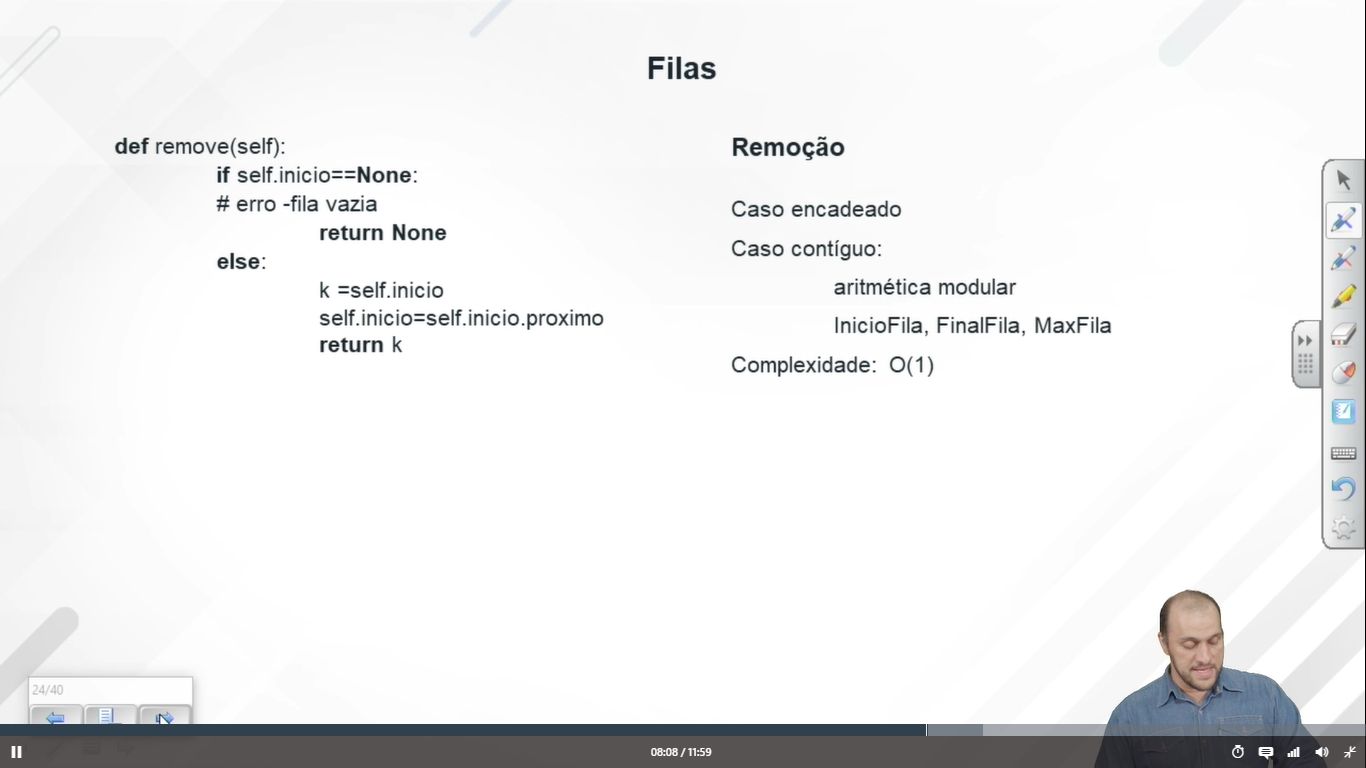 Filas
def remove(self):
if self.inicio==None:
# erro -fila vazia
return None
else:
k =self.inicio
self.inicio=self.inicio.proximo
return k
Remoção
Caso encadeado
Caso contíguo:
aritmética modular
InicioFila, FinalFila, MaxFila
Complexidade: O(1)
24/40
08:08 / 11:59